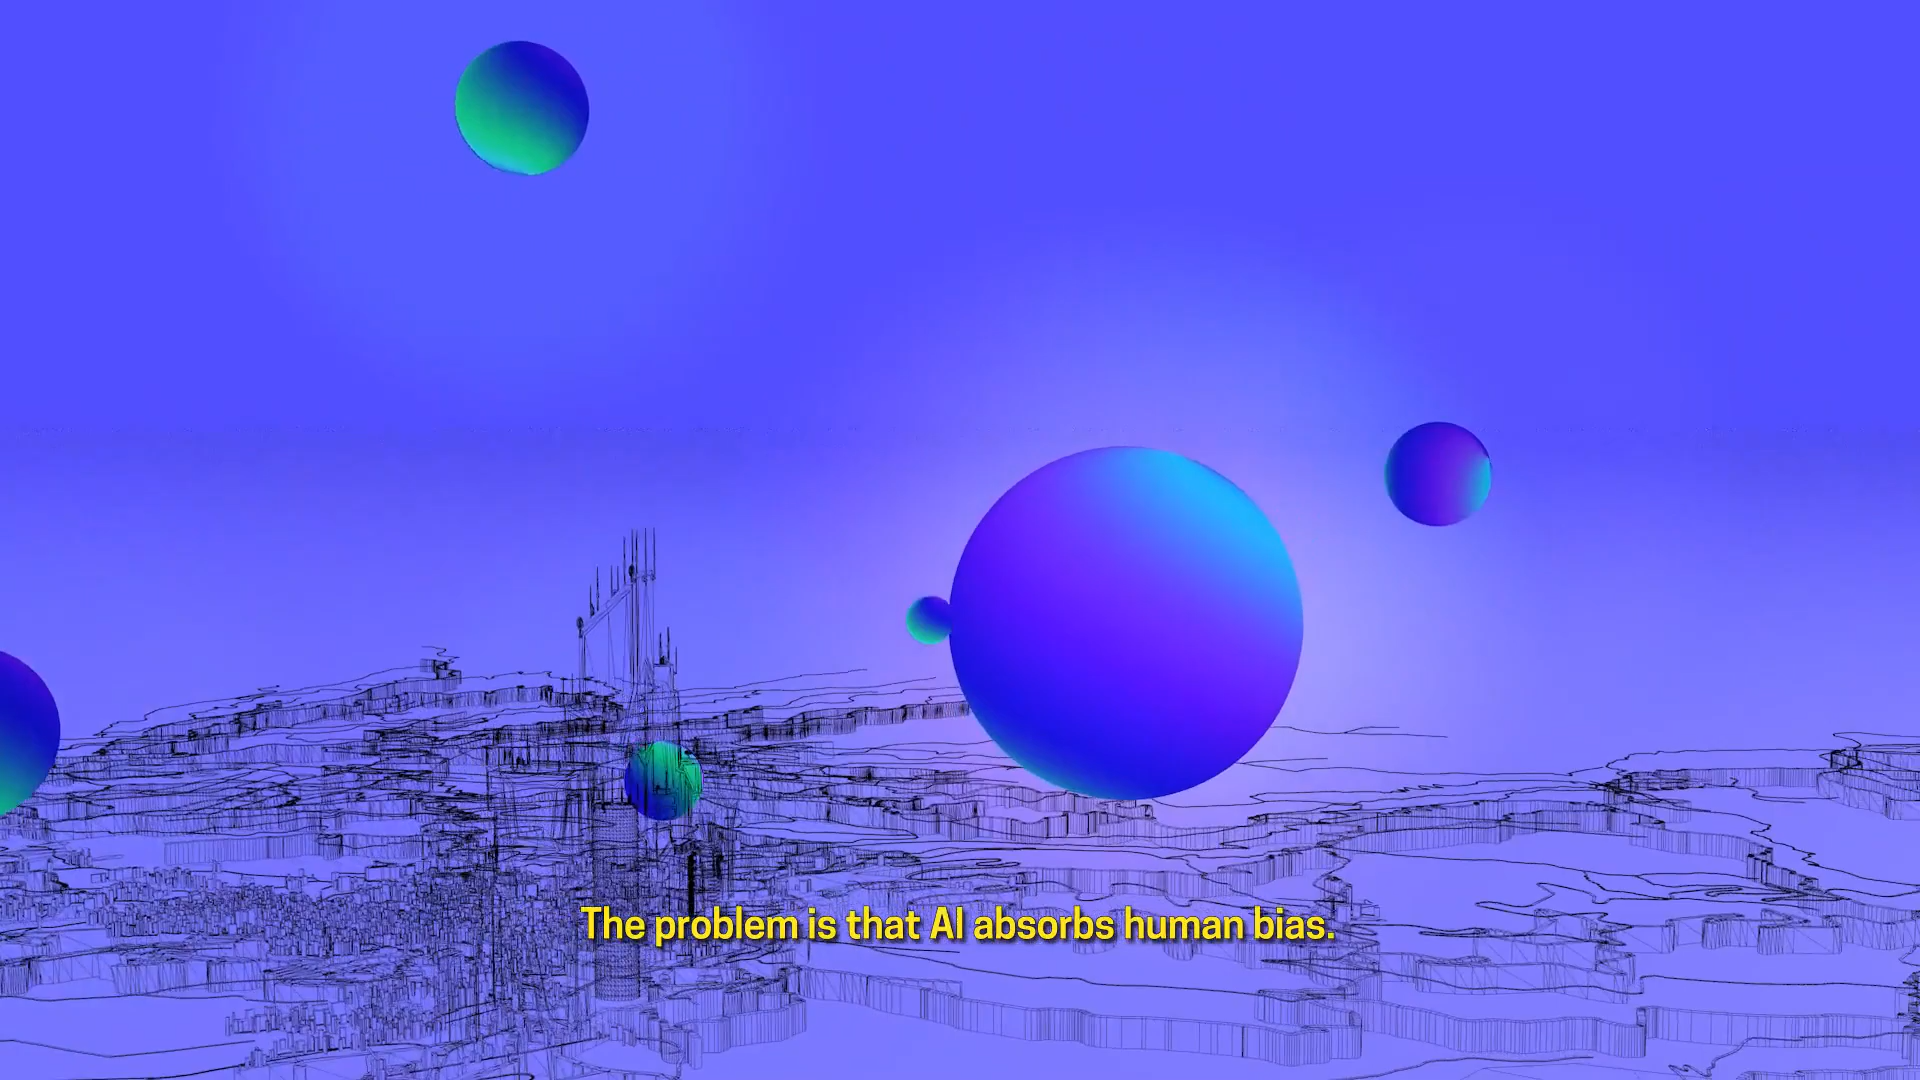 The problem is that AI absorbs human bias.